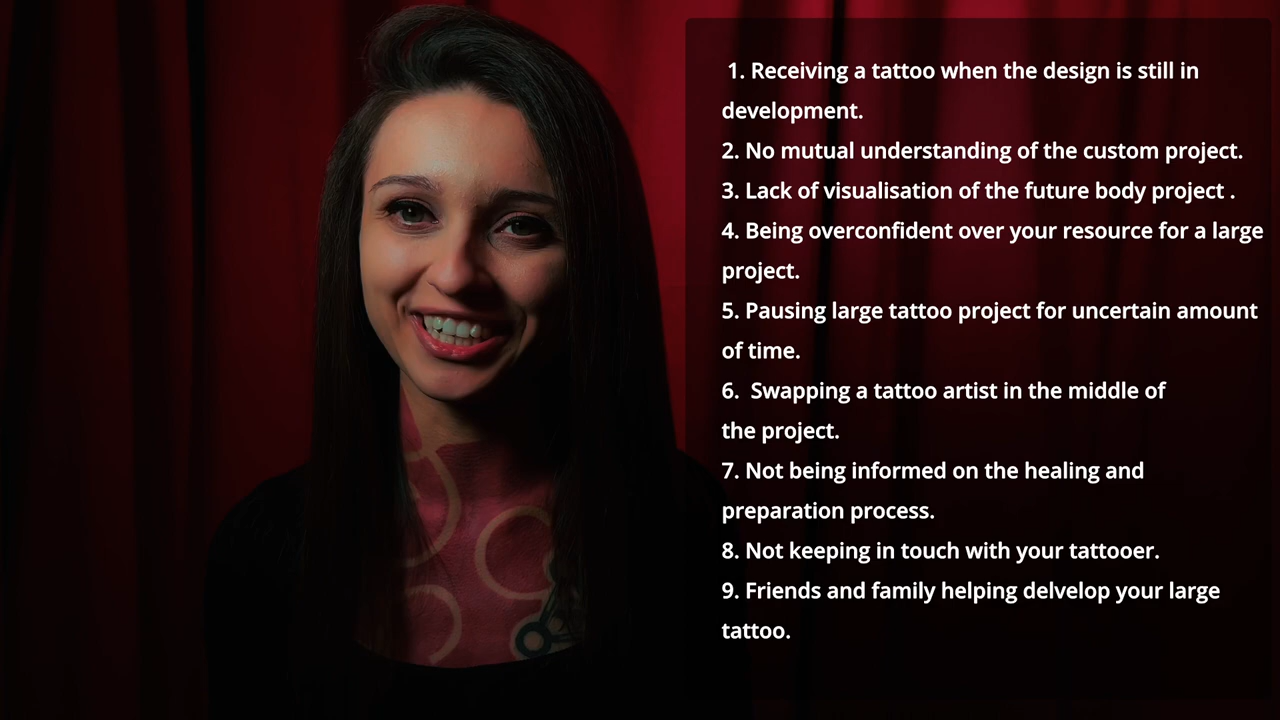 1. Receiving a tattoo when the design is still in
development.
2. No mutual understanding of the custom project.
3. Lack of visualisation of the future body project .
4. Being overconfident over your resource for a large
project.
5. Pausing large tattoo project for uncertain amount
of time.
6.  Swapping a tattoo artist in the middle of
the project.
7. Not being informed on the healing and
preparation process.
8. Not keeping in touch with your tattooer.
9. Friends and family helping delvelop your large
tattoo.